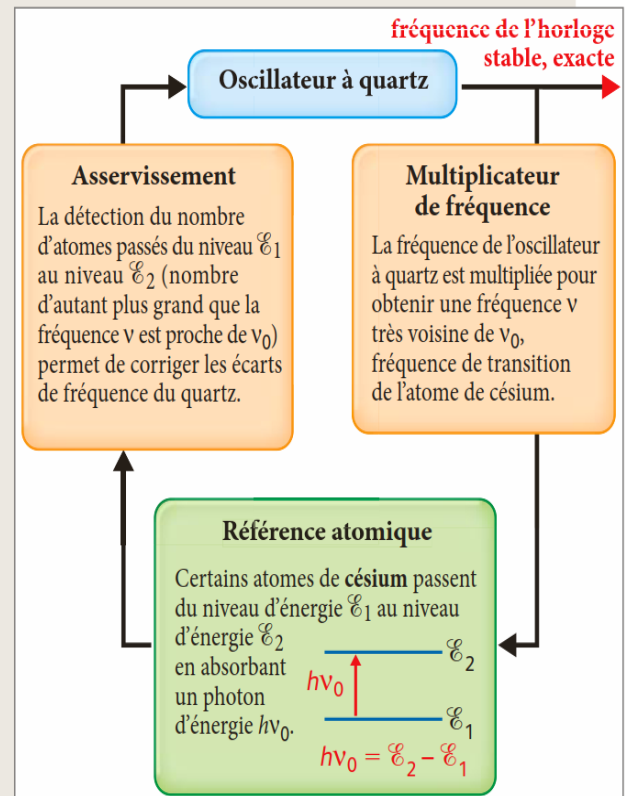 fréquence de l'horloge
stable, exacte
Oscillateur à quartz
Asservissement
La détection du nombre
d'atomes passés du niveau ℰ₁
au niveau ℰ₂ (nombre
d'autant plus grand que la
fréquence ν est proche de ν₀)
permet de corriger les écarts
de fréquence du quartz.
Multiplicateur
de fréquence
La fréquence de l'oscillateur
à quartz est multipliée pour
obtenir une fréquence ν
très voisine de ν₀,
fréquence de transition
de l'atome de césium.
Référence atomique
Certains atomes de césium passent
du niveau d'énergie ℰ₁ au niveau
d'énergie ℰ₂
en absorbant
un photon
d'énergie hν₀.
ℰ₂
hν₀
ℰ₁
hν₀ = ℰ₂ – ℰ₁